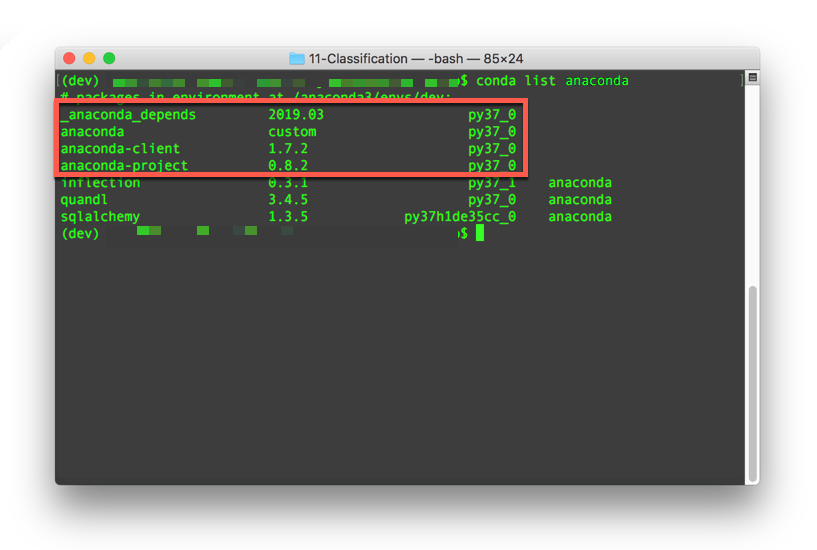 11-Classification — -bash — 85×24
(dev) $ conda list anaconda
# packages in environment at /anaconda3/envs/dev:
_anaconda_depends 2019.03 py37_0
anaconda custom py37_0
anaconda-client 1.7.2 py37_0
anaconda-project 0.8.2 py37_0
inflection 0.3.1 py37_1 anaconda
quandl 3.4.5 py37_0 anaconda
sqlalchemy 1.3.5 py37h1de35cc_0 anaconda
(dev) $